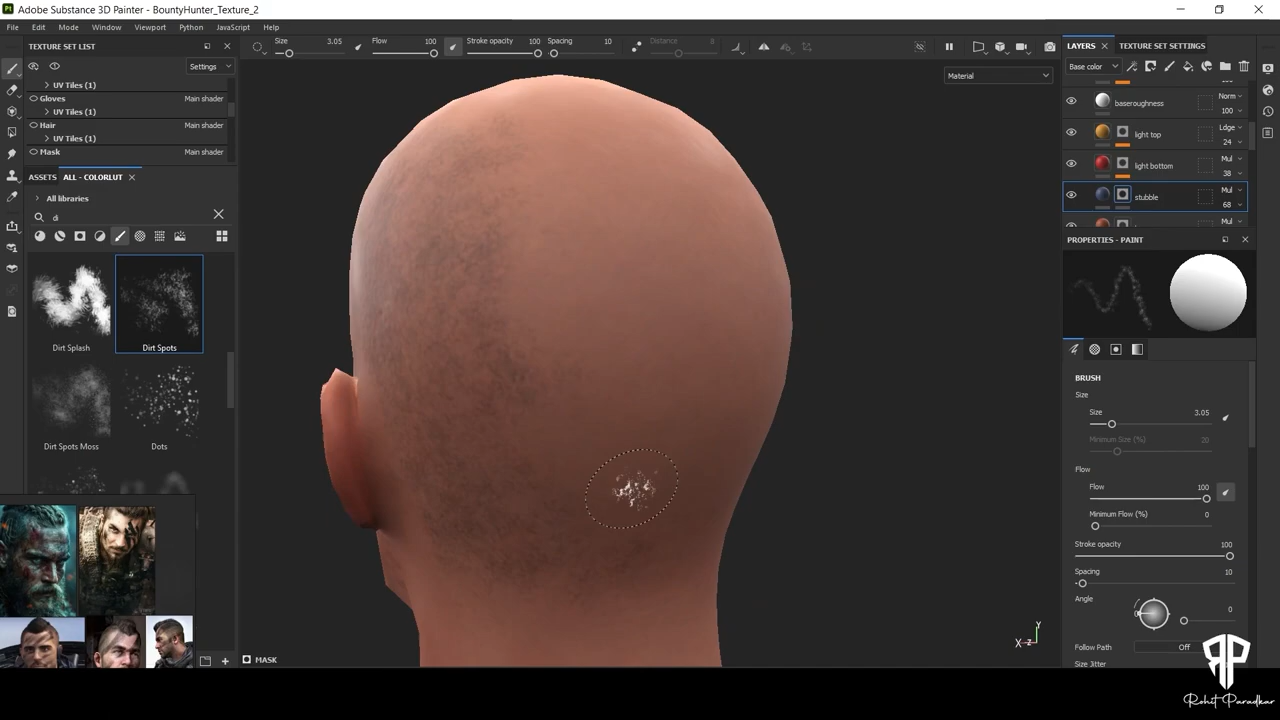 Adobe Substance 3D Painter - BountyHunter_Texture_2
File Edit Mode Window Viewport Python JavaScript Help
TEXTURE SET LIST
Size 3.05 Flow 100 Stroke opacity 100 Spacing 10 Distance 8
Settings
UV Tiles (1)
Gloves Main shader
UV Tiles (1)
Hair Main shader
UV Tiles (1)
Mask Main shader
ASSETS ALL - COLORLUT
All libraries
di
Dirt Splash Dirt Spots
Dirt Spots Moss Dots
Material
MASK
Y
X Z
LAYERS TEXTURE SET SETTINGS
Base color
baseroughness Norm 100
light top Ldge 24
light bottom Mul 38
stubble Mul 68
Mul
PROPERTIES - PAINT
BRUSH
Size
Size 3.05
Minimum Size (%) 20
Flow
Flow 100
Minimum Flow (%) 0
Stroke opacity 100
Spacing 10
Angle 0
Follow Path Off
Size Jitter
Rohit Paradkar